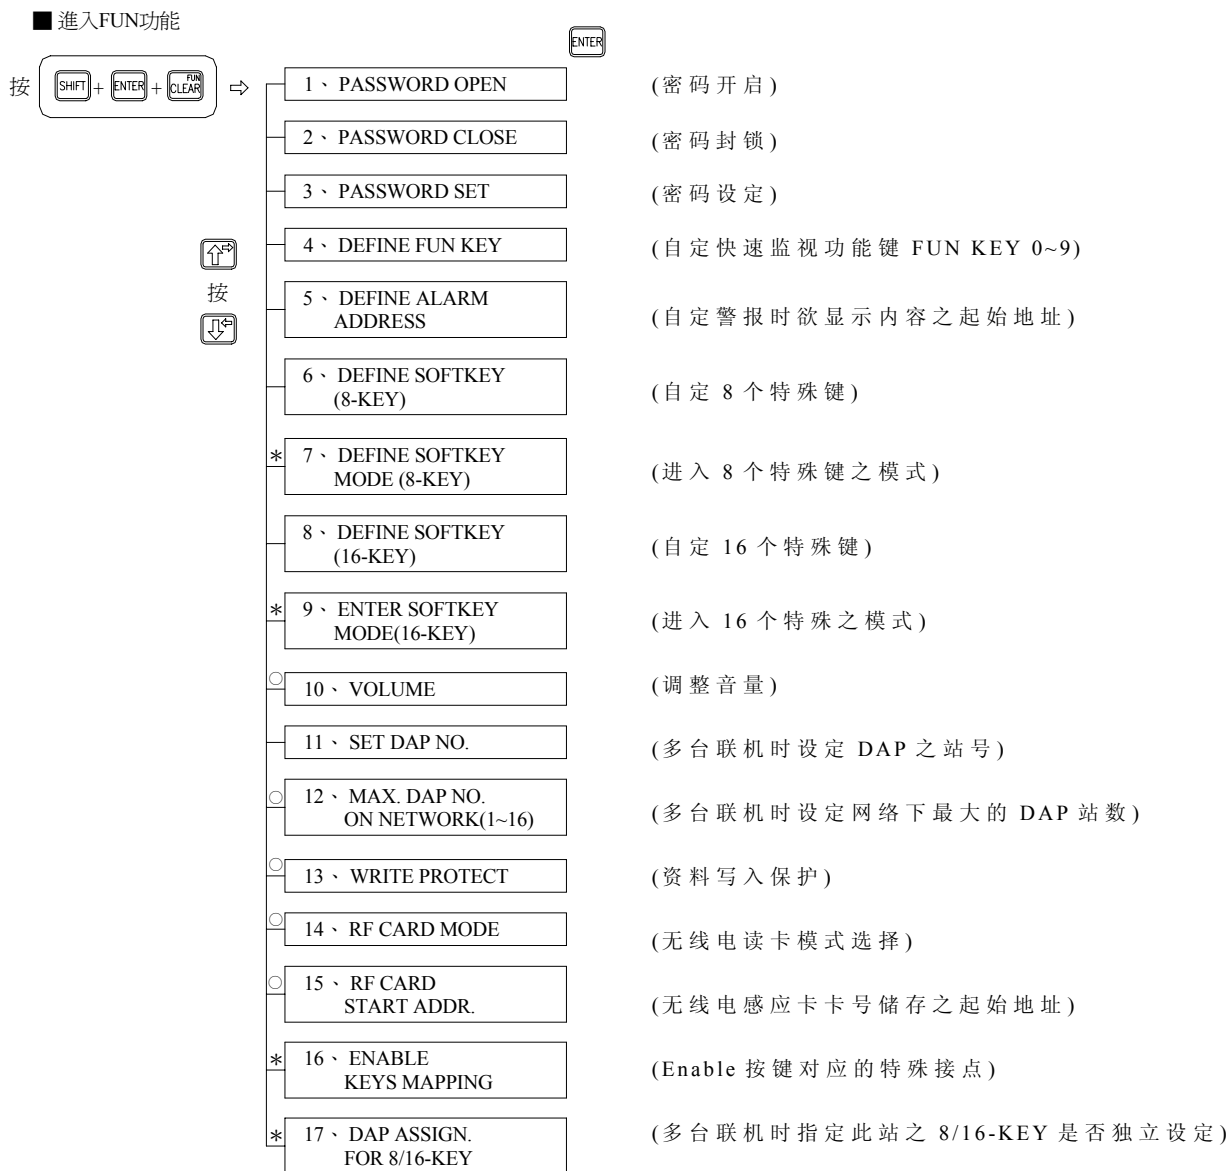 ■ 進入FUN功能
ENTER
按 SHIFT + ENTER + FUN CLEAR ⇨
1、 PASSWORD OPEN (密码开启)
2、 PASSWORD CLOSE (密码封锁)
3、 PASSWORD SET (密码设定)
4、 DEFINE FUN KEY (自定快速监视功能键 FUN KEY 0~9)
按
5、 DEFINE ALARM
ADDRESS (自定警报时欲显示内容之起始地址)
6、 DEFINE SOFTKEY
(8-KEY) (自定 8 个特殊键)
* 7、 DEFINE SOFTKEY
MODE (8-KEY) (进入 8 个特殊键之模式)
8、 DEFINE SOFTKEY
(16-KEY) (自定 16 个特殊键)
* 9、 ENTER SOFTKEY
MODE(16-KEY) (进入 16 个特殊之模式)
○ 10、 VOLUME (调整音量)
11、 SET DAP NO. (多台联机时设定 DAP 之站号)
○ 12、 MAX. DAP NO.
ON NETWORK(1~16) (多台联机时设定网络下最大的 DAP 站数)
○ 13、 WRITE PROTECT (资料写入保护)
○ 14、 RF CARD MODE (无线电读卡模式选择)
○ 15、 RF CARD
START ADDR. (无线电感应卡卡号储存之起始地址)
* 16、 ENABLE
KEYS MAPPING (Enable 按键对应的特殊接点)
* 17、 DAP ASSIGN.
FOR 8/16-KEY (多台联机时指定此站之 8/16-KEY 是否独立设定)